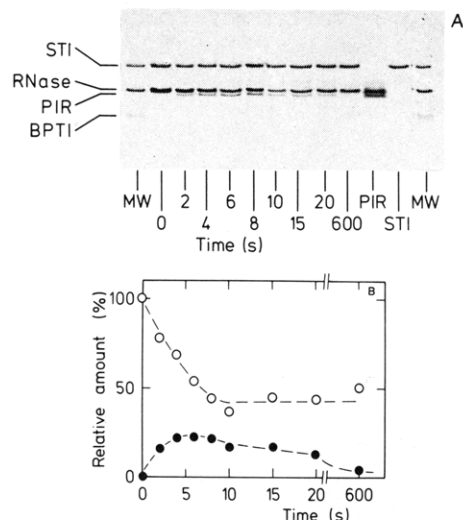 A
STI
RNase
PIR
BPTI
MW 2 6 10 20 PIR MW
0 4 8 15 600 STI
Time (s)
B
Relative amount (%)
100
50
0
0 5 10 15 20 600
Time (s)